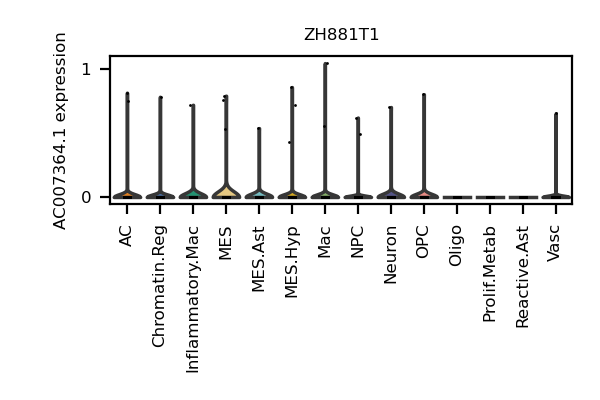 ZH881T1
AC007364.1 expression
1
0
AC
Chromatin.Reg
Inflammatory.Mac
MES
MES.Ast
MES.Hyp
Mac
NPC
Neuron
OPC
Oligo
Prolif.Metab
Reactive.Ast
Vasc